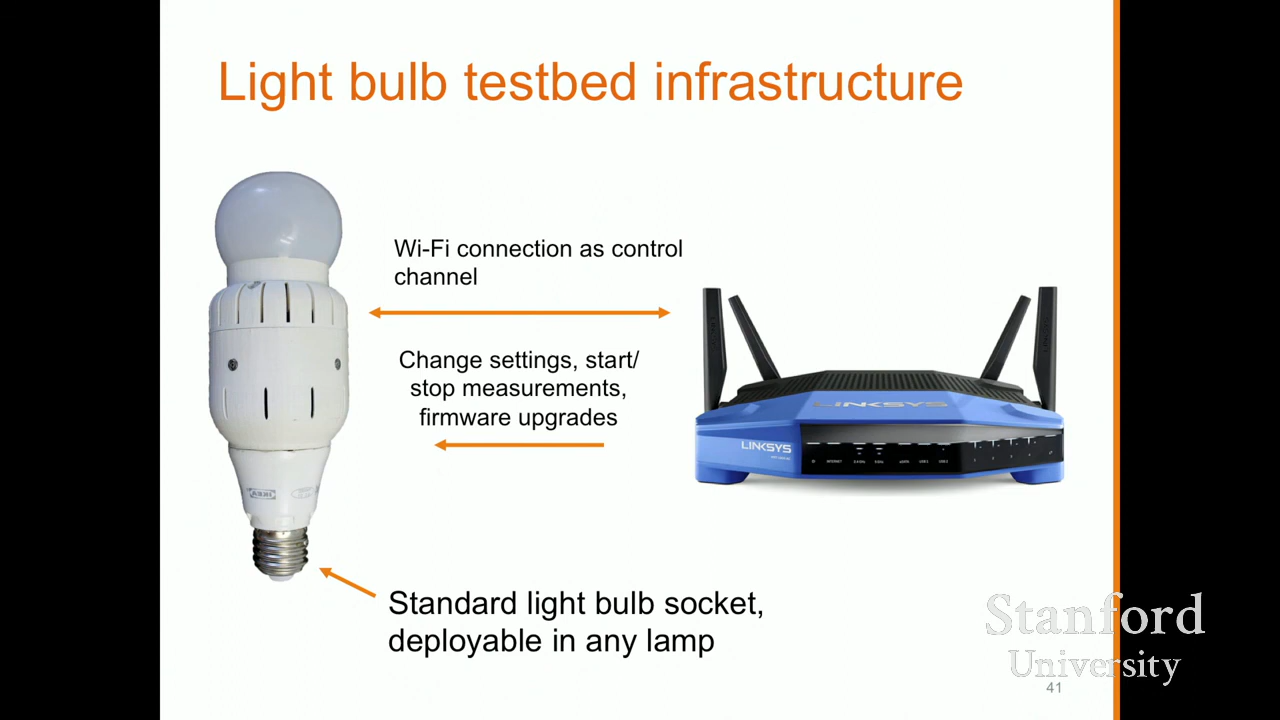 Light bulb testbed infrastructure
Wi-Fi connection as control
channel
Change settings, start/
stop measurements,
firmware upgrades
LINKSYS
LINKSYS
Standard light bulb socket,
deployable in any lamp
Stanford
University
41